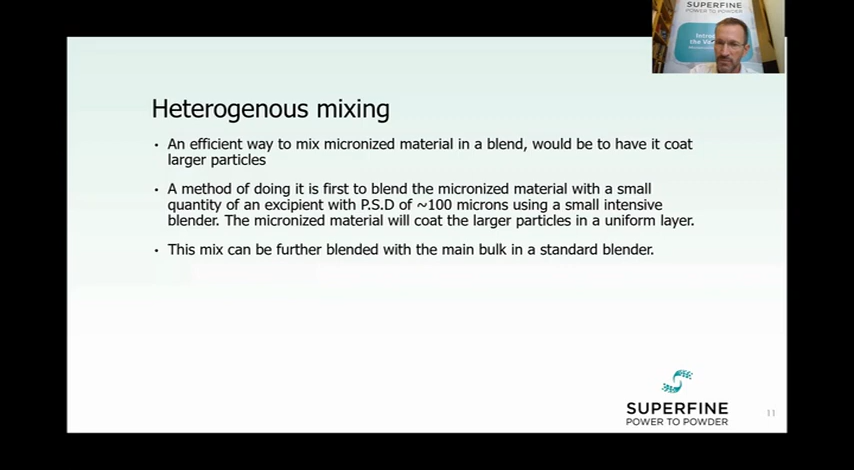 SUPERFINE
POWER TO POWDER
Heterogenous mixing
• An efficient way to mix micronized material in a blend, would be to have it coat
larger particles
• A method of doing it is first to blend the micronized material with a small
quantity of an excipient with P.S.D of ~100 microns using a small intensive
blender. The micronized material will coat the larger particles in a uniform layer.
• This mix can be further blended with the main bulk in a standard blender.
SUPERFINE
POWER TO POWDER
11